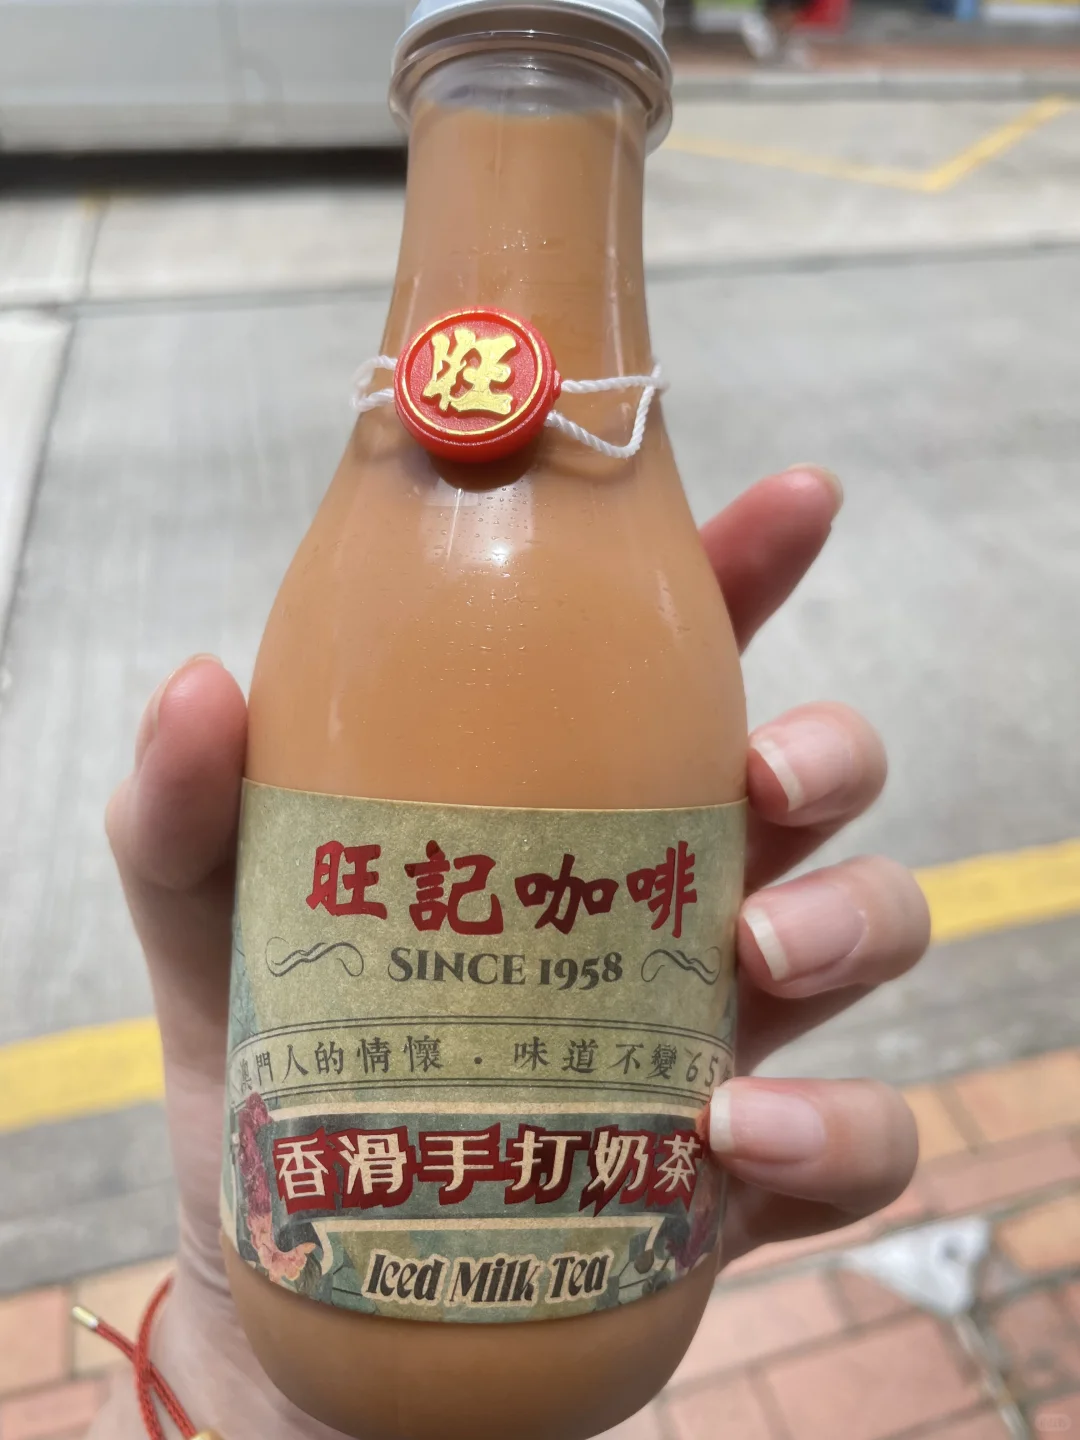 旺
旺記咖啡
SINCE 1958
澳門人的情懷 · 味道不變65
香滑手打奶茶
Iced Milk Tea